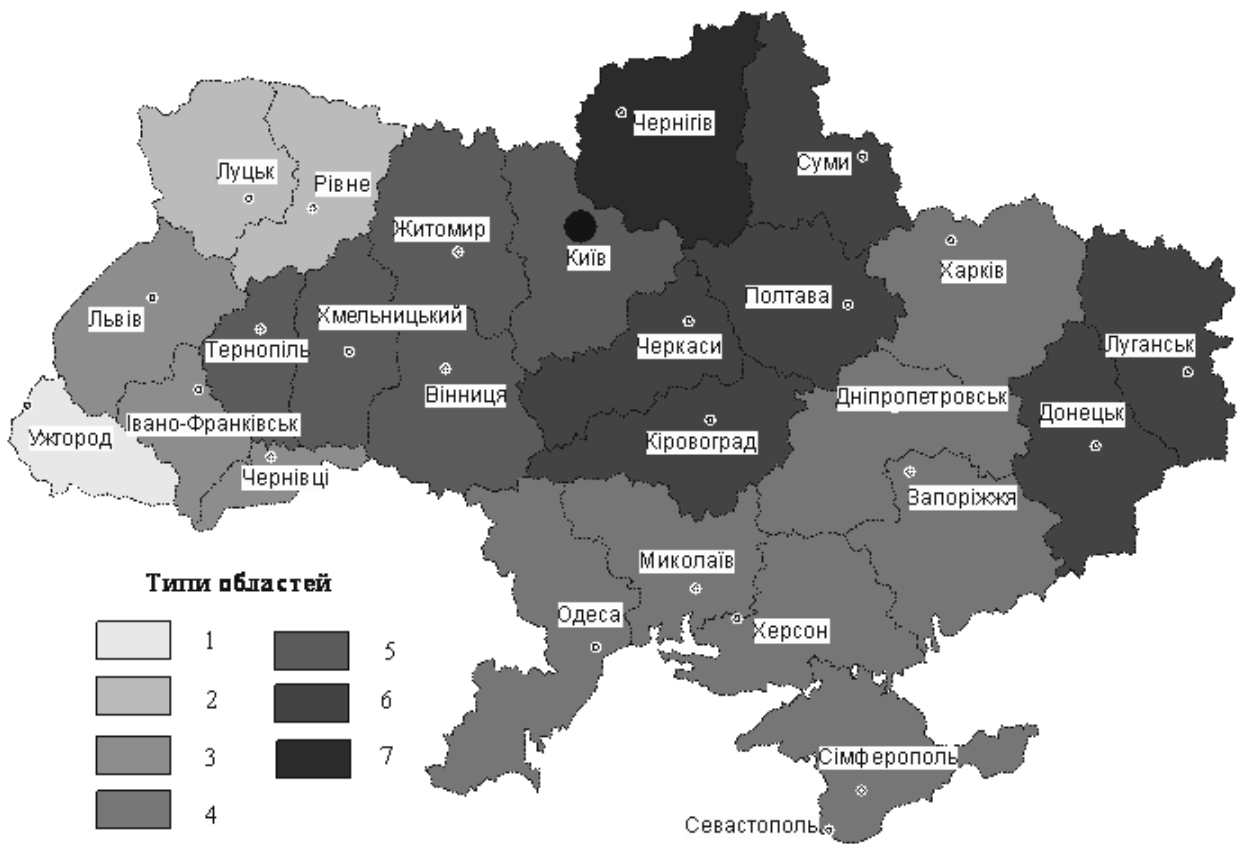 Чернігів
Суми
Луцьк
Рівне
Житомир
Київ
Харків
Львів
Хмельницький
Полтава
Тернопіль
Черкаси
Луганськ
Вінниця
Дніпропетровськ
Ужгород
Івано-Франківськ
Кіровоград
Донецьк
Чернівці
Запоріжжя
Миколаїв
Типи областей
Одеса
Херсон
1
5
2
6
3
7
4
Сімферополь
Севастополь